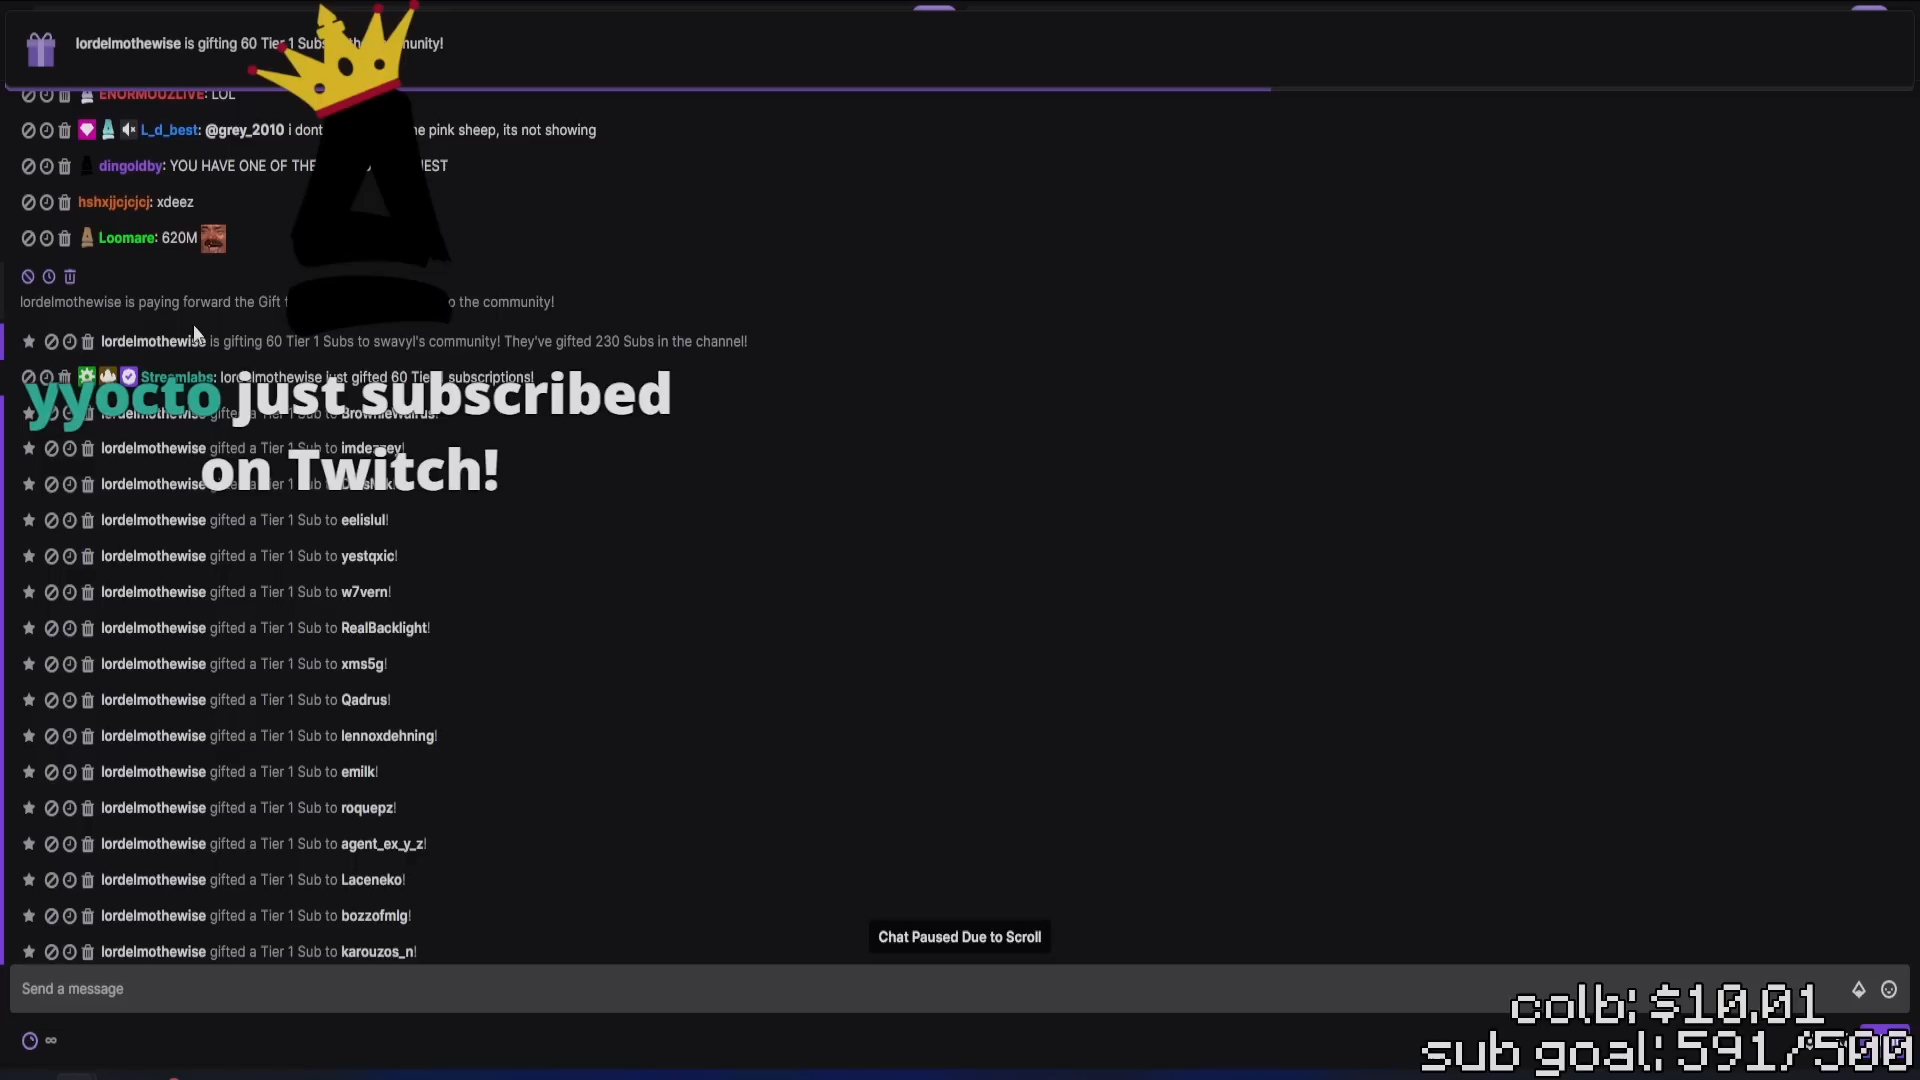 lordelmothewise is gifting 60 Tier 1 Subs munity!
ENORMOUZLIVE: LOL
L_d_best: @grey_2010 i dont pink sheep, its not showing
dingoldby: YOU HAVE ONE OF THE
hshxjjcjcjcj: xdeez
Loomare: 620M
lordelmothewise is paying forward the Gift the community!
lordelmothewise is gifting 60 Tier 1 Subs to swavyl's community! They've gifted 230 Subs in the channel!
Streamlabs: lordelmothewise just gifted 60 Tier 1 subscriptions!
yyocto just subscribed
on Twitch!
lordelmothewise gifted a Tier 1 Sub to imdezzey!
lordelmothewise
lordelmothewise gifted a Tier 1 Sub to eelislul!
lordelmothewise gifted a Tier 1 Sub to yestqxic!
lordelmothewise gifted a Tier 1 Sub to w7vern!
lordelmothewise gifted a Tier 1 Sub to RealBacklight!
lordelmothewise gifted a Tier 1 Sub to xms5g!
lordelmothewise gifted a Tier 1 Sub to Qadrus!
lordelmothewise gifted a Tier 1 Sub to lennoxdehning!
lordelmothewise gifted a Tier 1 Sub to emilk!
lordelmothewise gifted a Tier 1 Sub to roquepz!
lordelmothewise gifted a Tier 1 Sub to agent_ex_y_z!
lordelmothewise gifted a Tier 1 Sub to Laceneko!
lordelmothewise gifted a Tier 1 Sub to bozzofmlg!
lordelmothewise gifted a Tier 1 Sub to karouzos_n!
Chat Paused Due to Scroll
Send a message
colb: $10.01
sub goal: 591/500